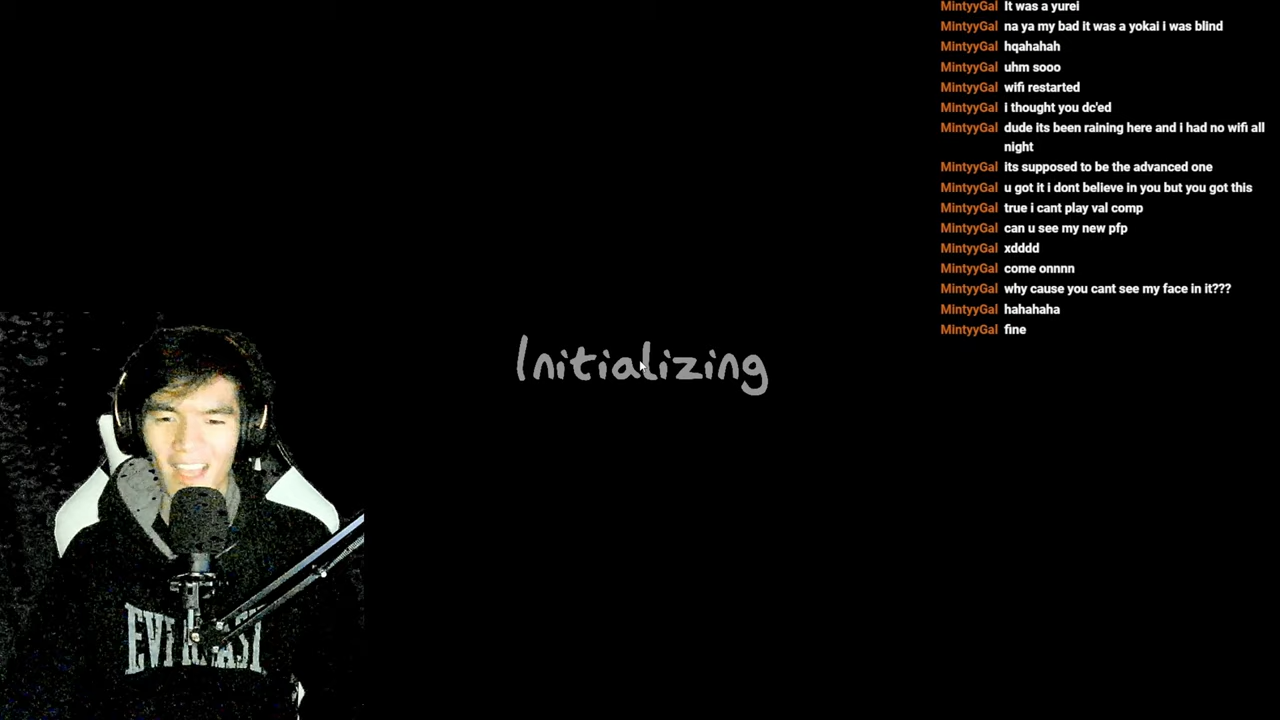 MintyyGal It was a yurei
MintyyGal na ya my bad it was a yokai i was blind
MintyyGal hqahahah
MintyyGal uhm sooo
MintyyGal wifi restarted
MintyyGal i thought you dc'ed
MintyyGal dude its been raining here and i had no wifi all
night
MintyyGal its supposed to be the advanced one
MintyyGal u got it i dont believe in you but you got this
MintyyGal true i cant play val comp
MintyyGal can u see my new pfp
MintyyGal xdddd
MintyyGal come onnnn
MintyyGal why cause you cant see my face in it???
MintyyGal hahahaha
MintyyGal fine
Initializing